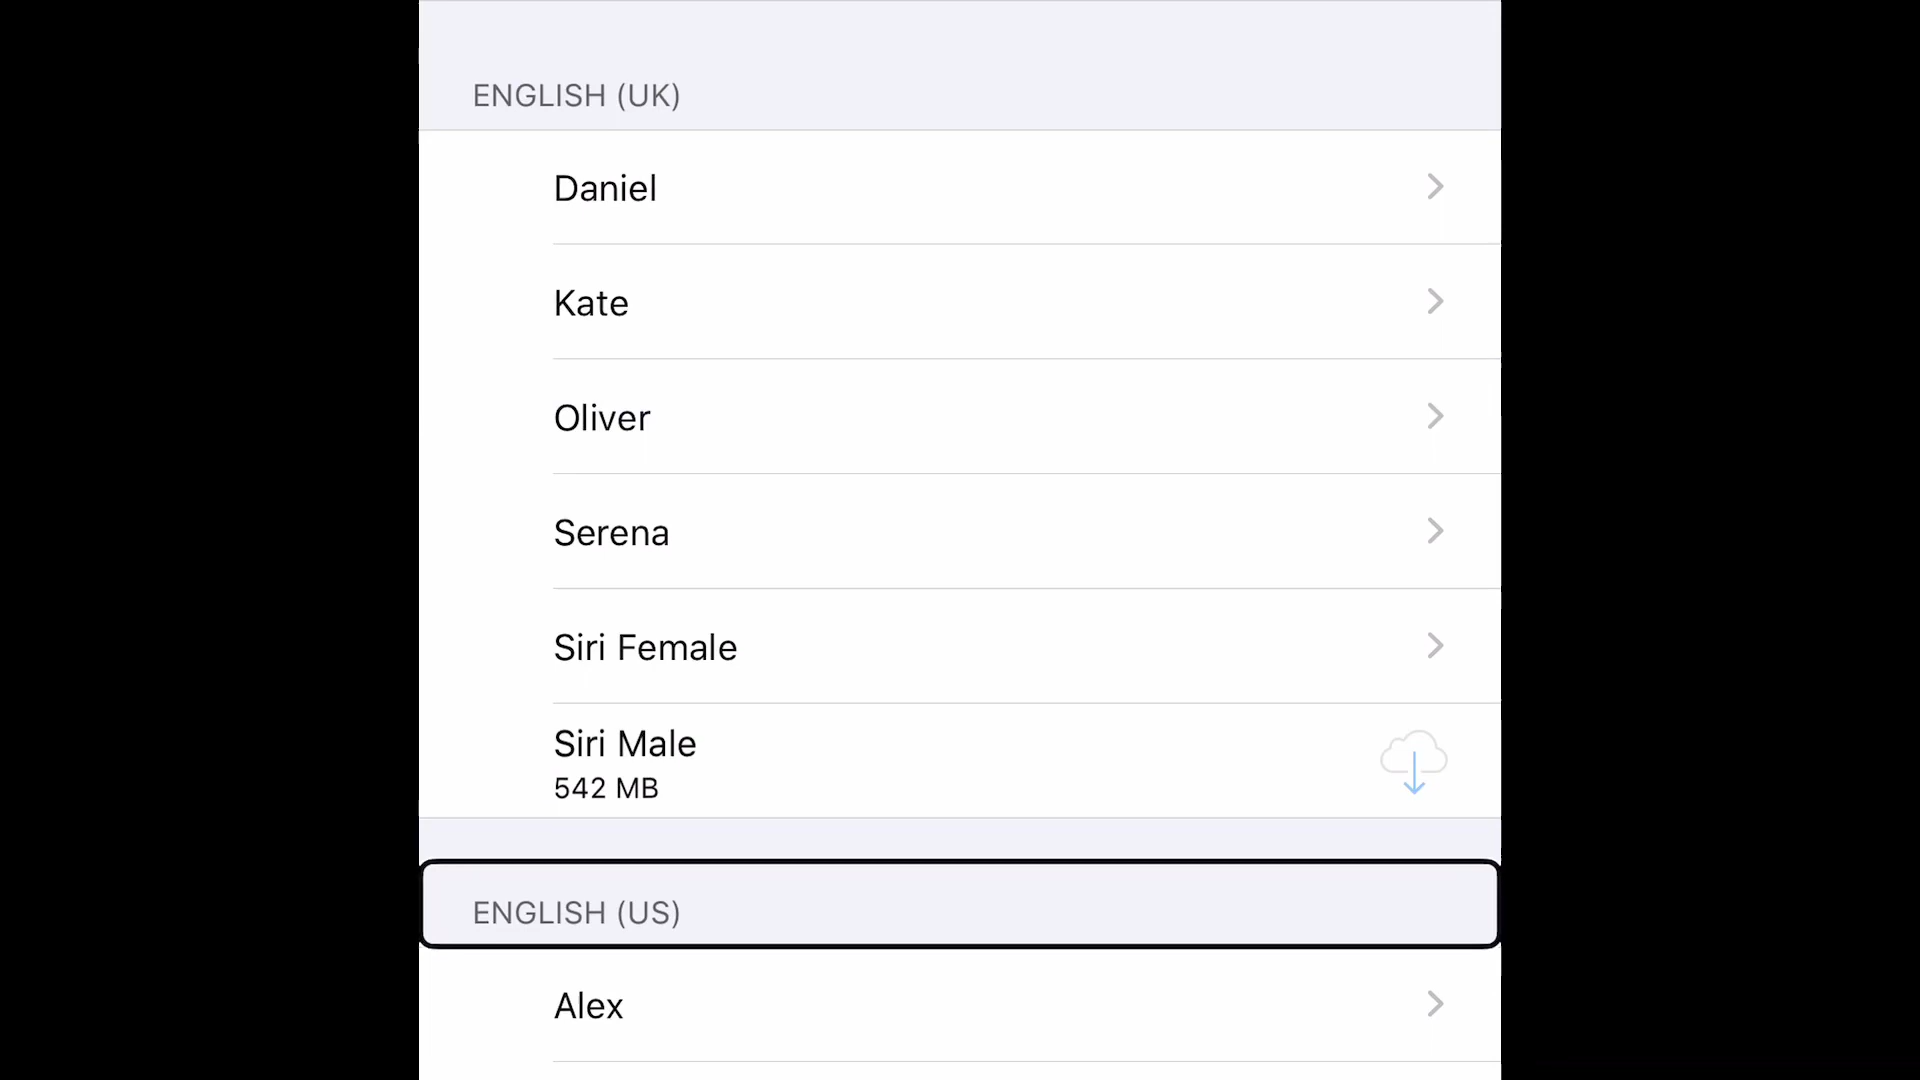 ENGLISH (UK)
Daniel
Kate
Oliver
Serena
Siri Female
Siri Male
542 MB
ENGLISH (US)
Alex